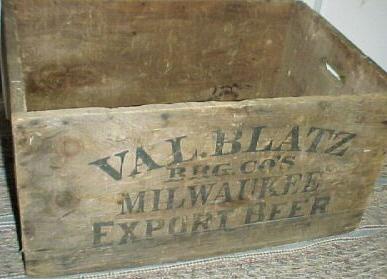 VAL. BLATZ
BRG. CO'S
MILWAUKEE
EXPORT BEER